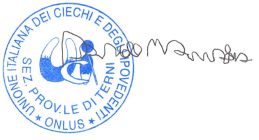 UNIONE ITALIANA DEI CIECHI E DEGLI IPOVEDENTI
SEZ. PROV.LE DI TERNI
* ONLUS *